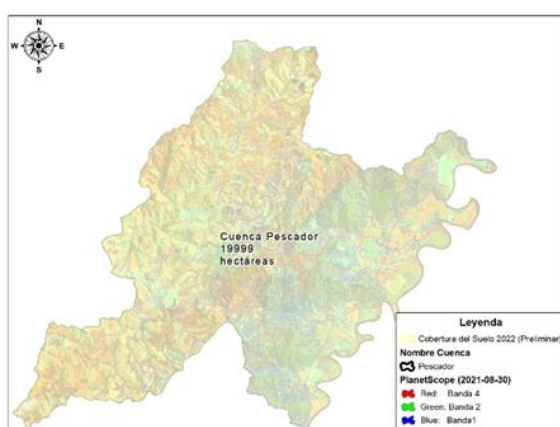 N
W E
S
Cuenca Pescador
19999
hectáreas
Leyenda
Cobertura del Suelo 2022 (Preliminar)
Nombre Cuenca
Pescador
PlanetScope (2021-08-30)
Red: Banda 4
Green: Banda 2
Blue: Banda1